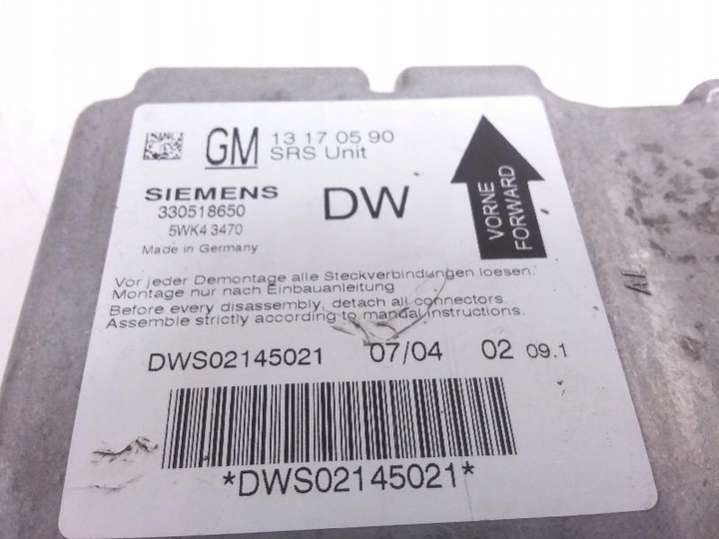 GM 13 17 05 90
SRS Unit
SIEMENS
330518650
5WK4 3470
Made in Germany
DW
VORNE
FORWARD
Vor jeder Demontage alle Steckverbindungen loesen.
Montage nur nach Einbauanleitung
Before every disassembly, detach all connectors.
Assemble strictly according to manual instructions.
DWS02145021 07/04 02 09.1
*DWS02145021*